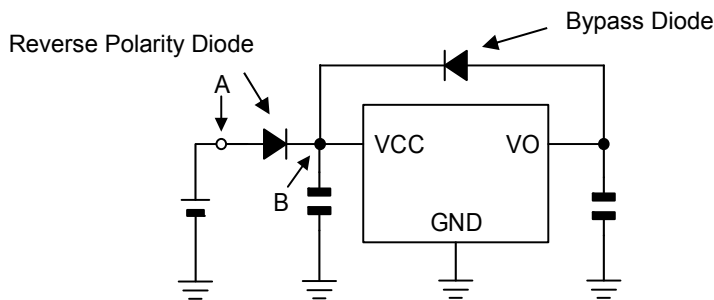 Bypass Diode
Reverse Polarity Diode
A
VCC
VO
B
GND